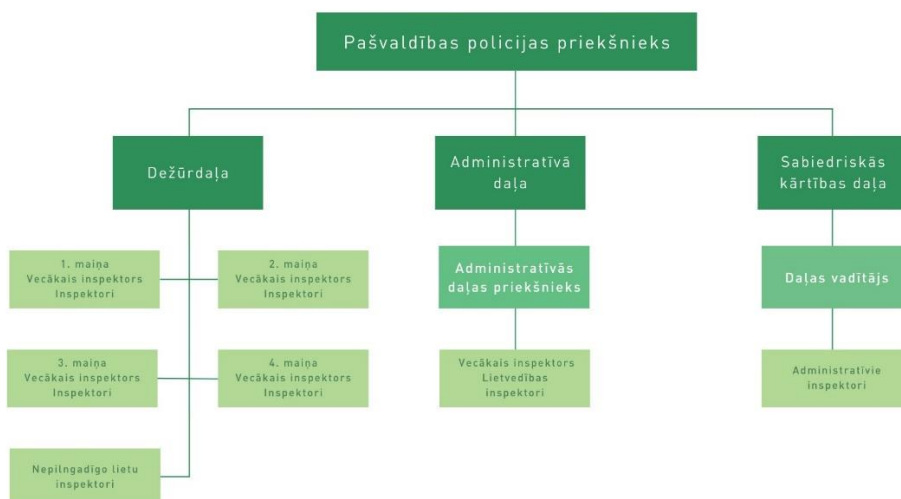 Pašvaldības policijas priekšnieks
Dežūrdaļa
Administratīvā
daļa
Sabiedriskās
kārtības daļa
1. maiņa
Vecākais inspektors
Inspektori
2. maiņa
Vecākais inspektors
Inspektori
Administratīvās
daļas priekšnieks
Daļas vadītājs
3. maiņa
Vecākais inspektors
Inspektori
4. maiņa
Vecākais inspektors
Inspektori
Vecākais inspektors
Lietvedības
inspektori
Administratīvie
inspektori
Nepilngadīgo lietu
inspektori